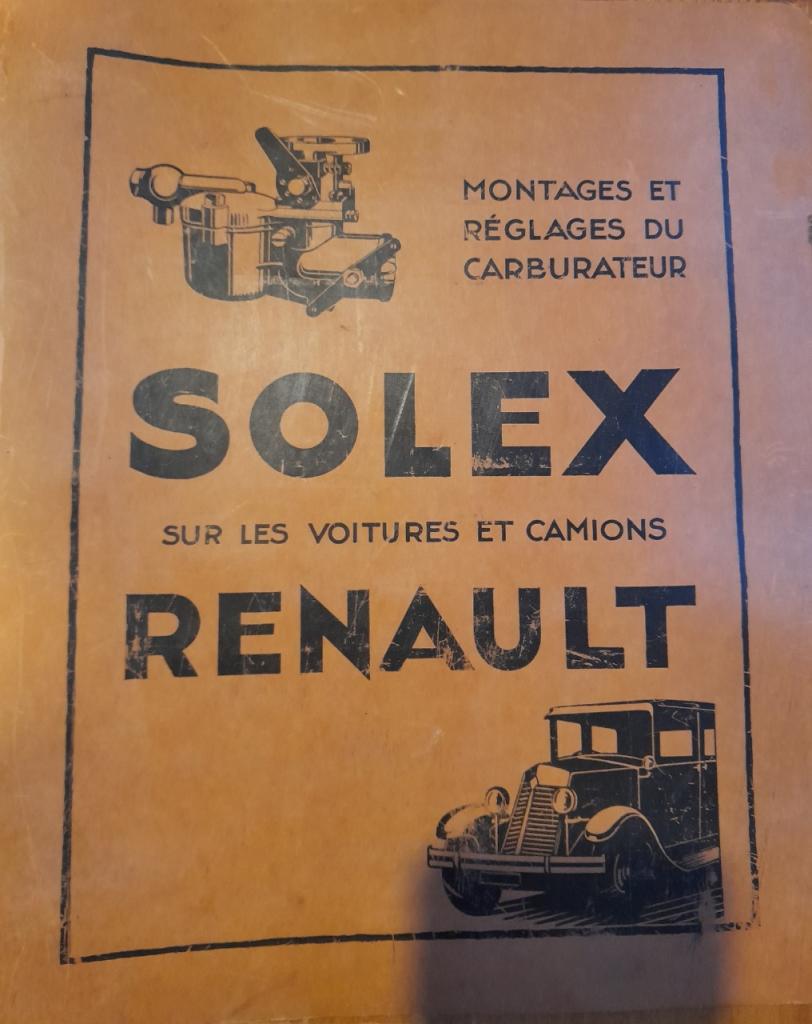 MONTAGES ET
RÉGLAGES DU
CARBURATEUR
SOLEX
SUR LES VOITURES ET CAMIONS
RENAULT